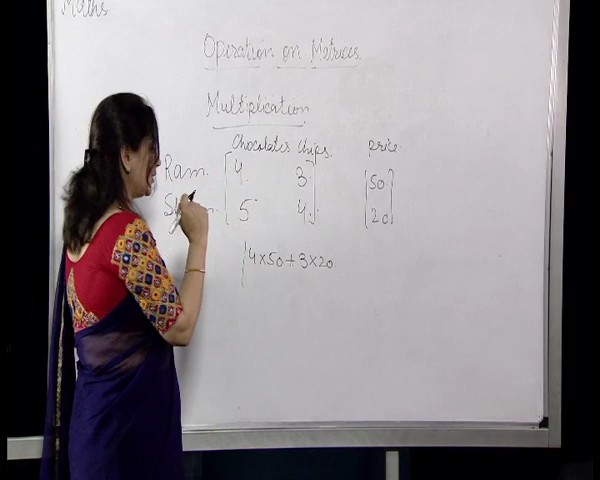 Maths
Operation on Metrices
Multiplication
Chocolates Chips price
Ram 4 3 50
5 4 20
4×50+3×20